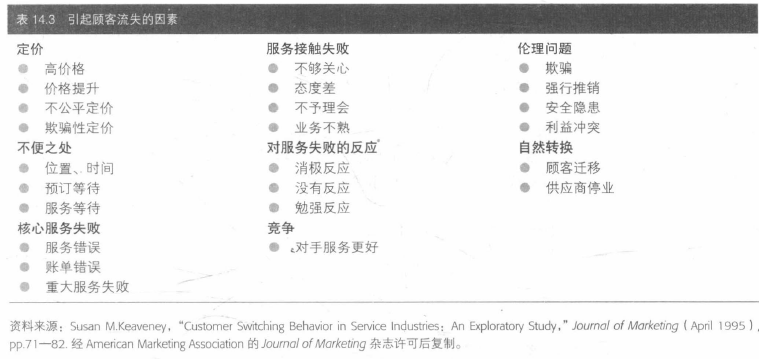 表 14.3 引起顾客流失的因素
定价
● 高价格
● 价格提升
● 不公平定价
● 欺骗性定价
不便之处
● 位置、时间
● 预订等待
● 服务等待
核心服务失败
● 服务错误
● 账单错误
● 重大服务失败
服务接触失败
● 不够关心
● 态度差
● 不予理会
● 业务不熟
对服务失败的反应
● 消极反应
● 没有反应
● 勉强反应
竞争
● 对手服务更好
伦理问题
● 欺骗
● 强行推销
● 安全隐患
● 利益冲突
自然转换
● 顾客迁移
● 供应商停业
资料来源：Susan M.Keaveney, “Customer Switching Behavior in Service Industries: An Exploratory Study,” Journal of Marketing（April 1995）,
pp.71—82. 经 American Marketing Association 的 Journal of Marketing 杂志许可后复制。